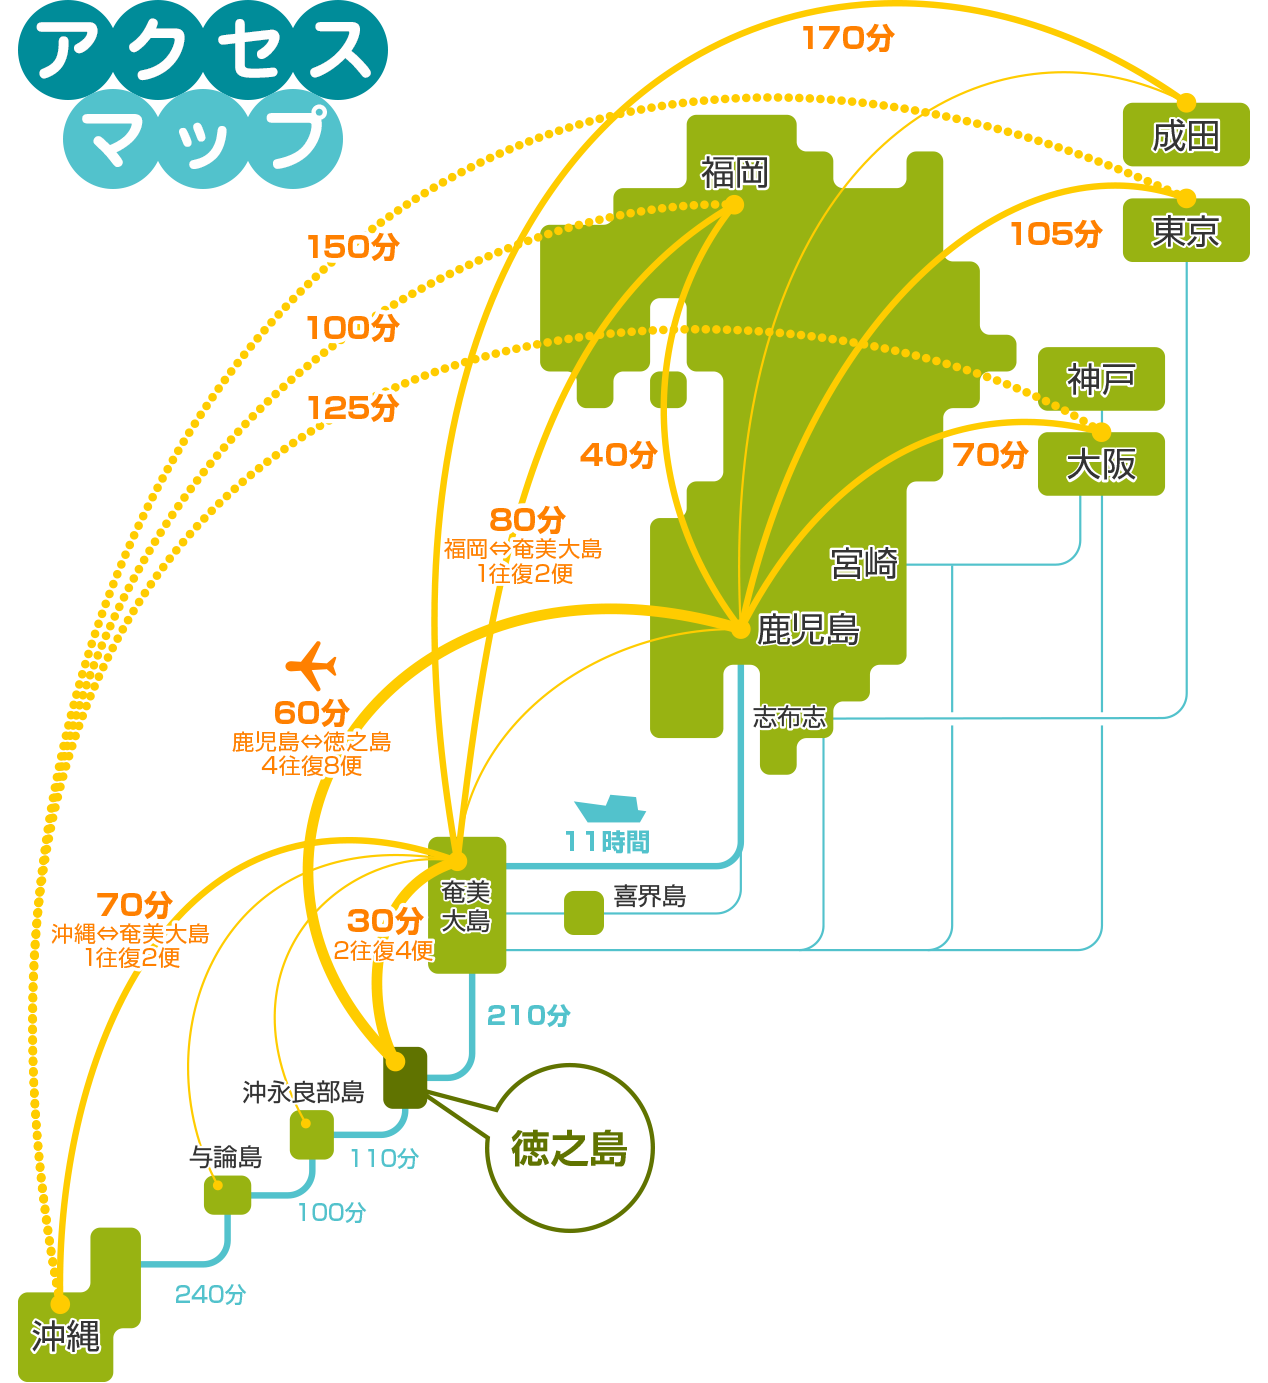 アクセス
マップ
170分
成田
福岡
東京
150分
105分
100分
神戸
125分
40分
70分
大阪
80分
福岡⇔奄美大島
1往復2便
宮崎
鹿児島
60分
鹿児島⇔徳之島
4往復8便
志布志
11時間
奄美
大島
喜界島
70分
沖縄⇔奄美大島
1往復2便
30分
2往復4便
210分
沖永良部島
徳之島
110分
与論島
100分
240分
沖縄